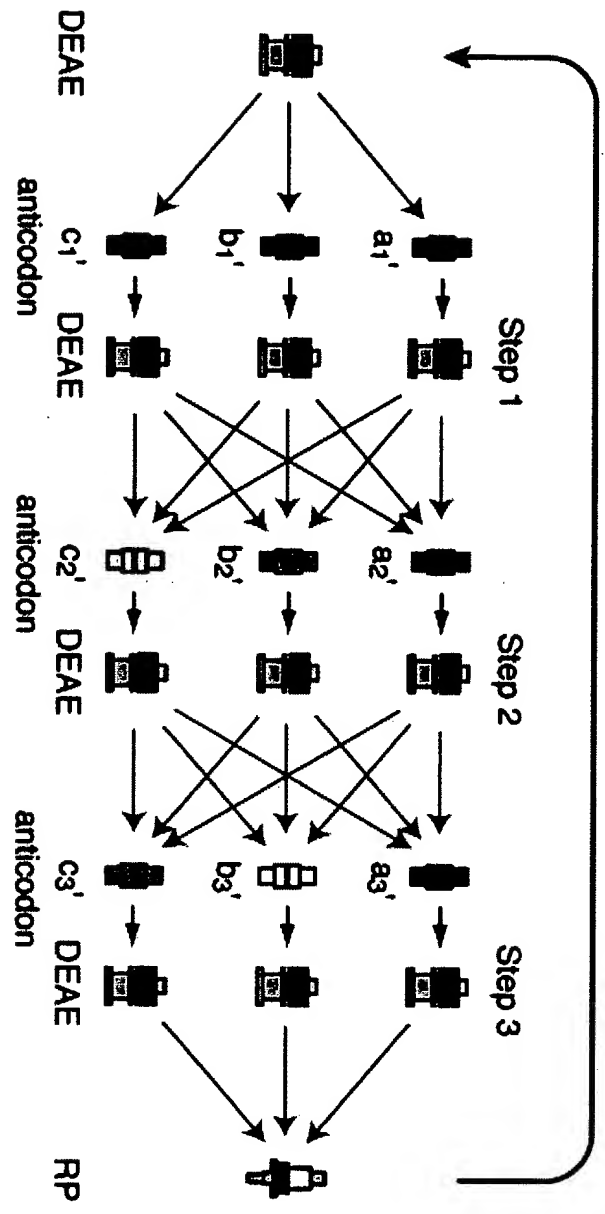 Step 1
Step 2
Step 3
a1'
a2'
a3'
b1'
b2'
b3'
c1'
c2'
c3'
DEAE
anticodon
DEAE
anticodon
DEAE
anticodon
DEAE
RP